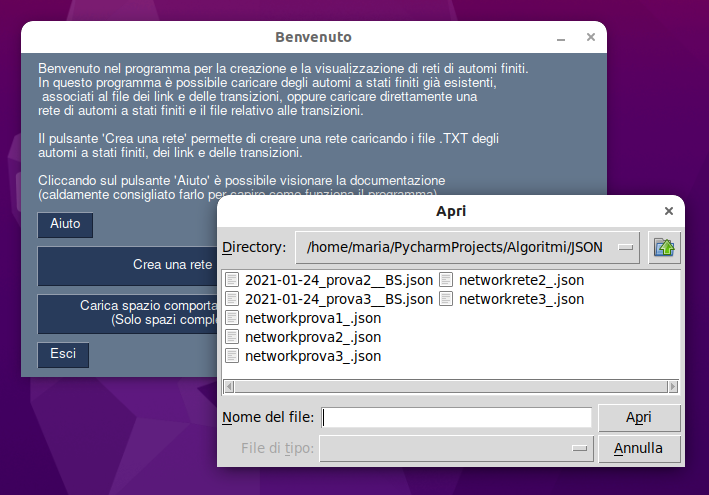 Benvenuto
Benvenuto nel programma per la creazione e la visualizzazione di reti di automi finiti.
In questo programma è possibile caricare degli automi a stati finiti già esistenti,
associati al file dei link e delle transizioni, oppure caricare direttamente una
rete di automi a stati finiti e il file relativo alle transizioni.
Il pulsante 'Crea una rete' permette di creare una rete caricando i file .TXT degli
automi a stati finiti, dei link e delle transizioni.
Cliccando sul pulsante 'Aiuto' è possibile visionare la documentazione
(caldamente consigliato farlo per capire come funziona il programma)
Aiuto
Crea una rete
Carica spazio comporta
(Solo spazi comple
Esci
Apri
Directory: /home/maria/PycharmProjects/Algoritmi/JSON
2021-01-24_prova2__BS.json networkrete2_.json
2021-01-24_prova3__BS.json networkrete3_.json
networkprova1_.json
networkprova2_.json
networkprova3_.json
Nome del file: Apri
File di tipo: Annulla